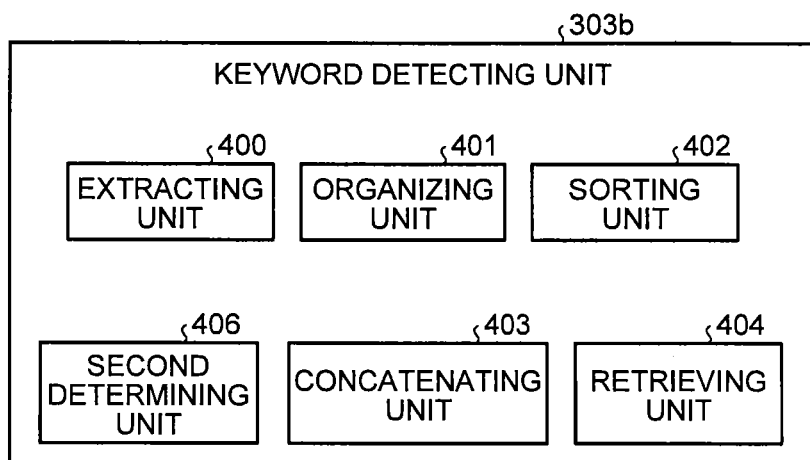 303b
KEYWORD DETECTING UNIT
400
EXTRACTING
UNIT
401
ORGANIZING
UNIT
402
SORTING
UNIT
406
SECOND
DETERMINING
UNIT
403
CONCATENATING
UNIT
404
RETRIEVING
UNIT